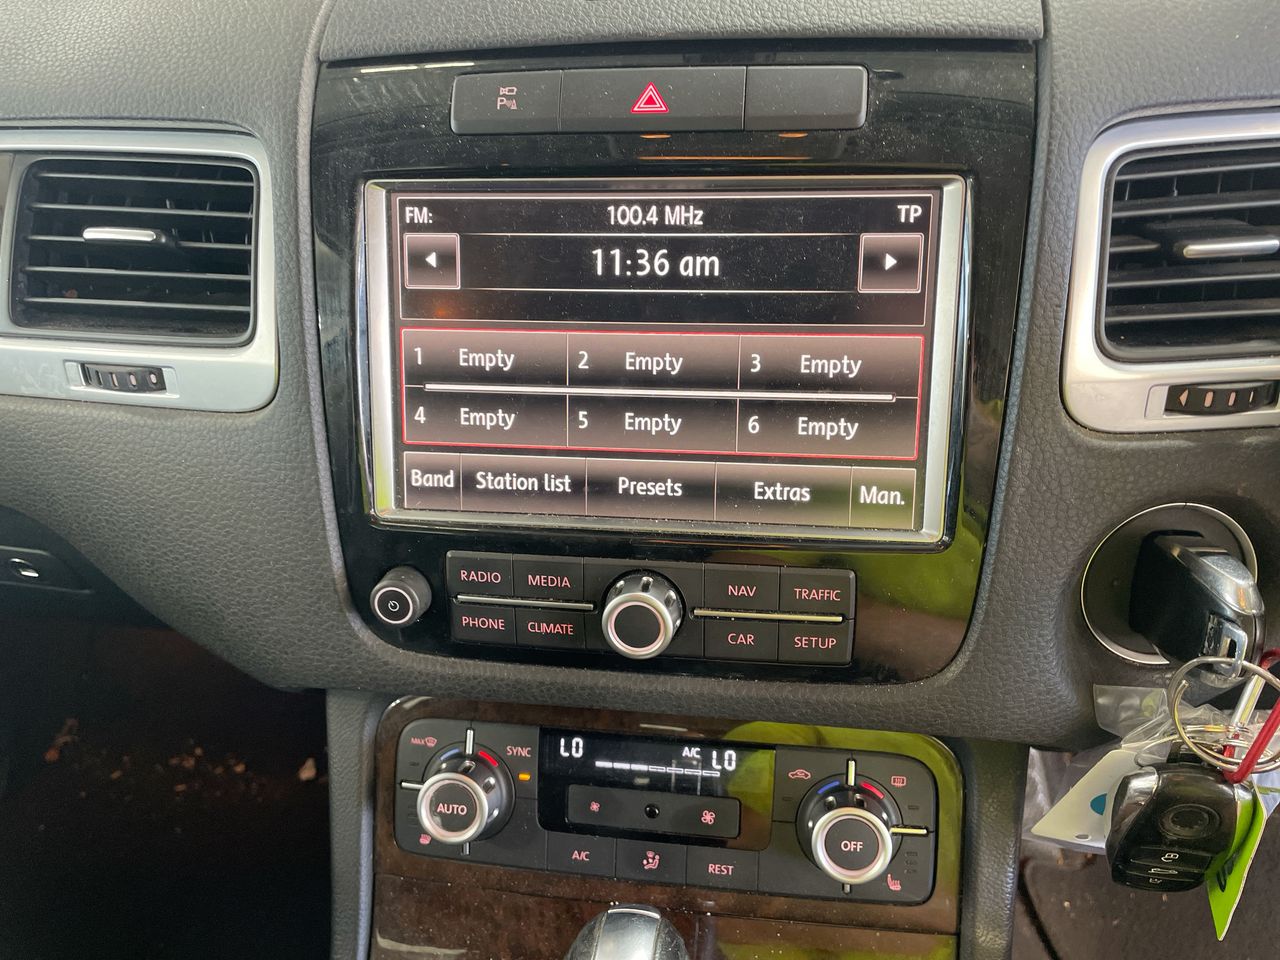 P
FM: 100.4 MHz TP
11:36 am
1 Empty 2 Empty 3 Empty
4 Empty 5 Empty 6 Empty
Band Station list Presets Extras Man.
RADIO MEDIA NAV TRAFFIC
PHONE CLIMATE CAR SETUP
MAX SYNC LO A/C LO
AUTO OFF
A/C REST